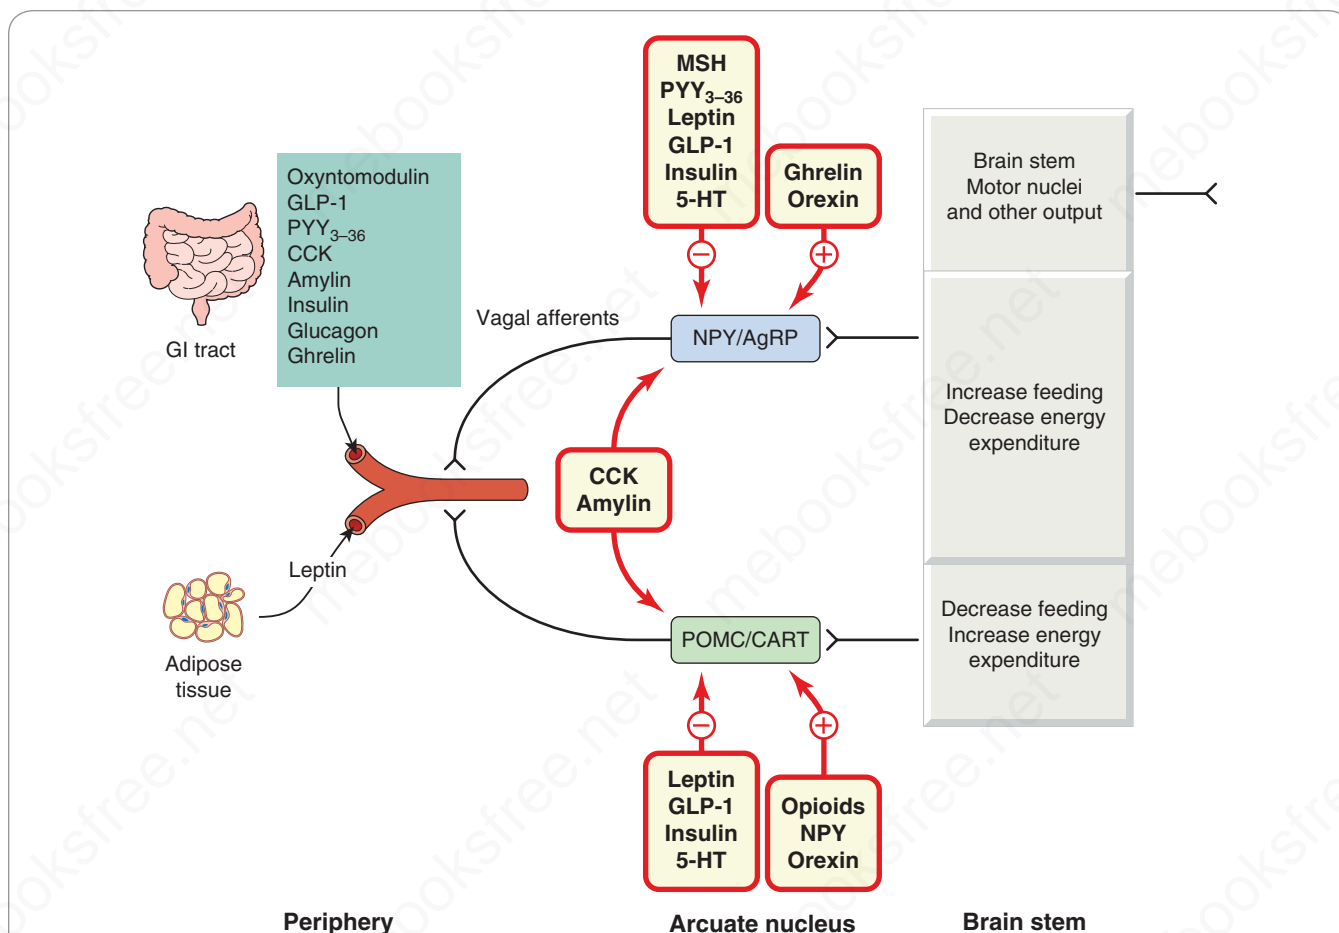 MSH
PYY3–36
Leptin
GLP-1
Insulin
5-HT
Ghrelin
Orexin
Brain stem
Motor nuclei
and other output
Oxyntomodulin
GLP-1
PYY3–36
CCK
Amylin
Insulin
Glucagon
Ghrelin
GI tract
Vagal afferents
NPY/AgRP
Increase feeding
Decrease energy
expenditure
CCK
Amylin
Leptin
Adipose
tissue
POMC/CART
Decrease feeding
Increase energy
expenditure
Leptin
GLP-1
Insulin
5-HT
Opioids
NPY
Orexin
Periphery
Arcuate nucleus
Brain stem
mebooksfree.net